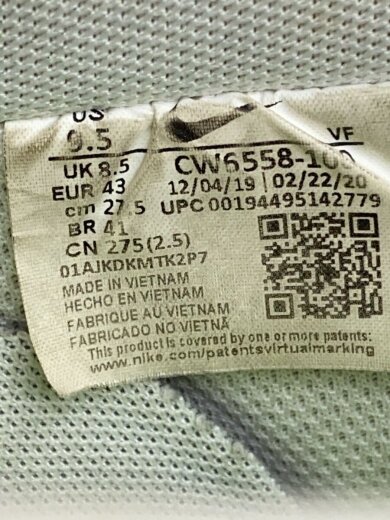 US
9.5
VF
UK 8.5 CW6558-100
EUR 43 12/04/19 | 02/22/20
cm 27.5 UPC 00194495142779
BR 41
CN 275(2.5)
01AJKDKMTK2P7
MADE IN VIETNAM
HECHO EN VIETNAM
FABRIQUE AU VIETNAM
FABRICADO NO VIETNÃ
This product is covered by one or more patents:
www.nike.com/patentsvirtualmarking